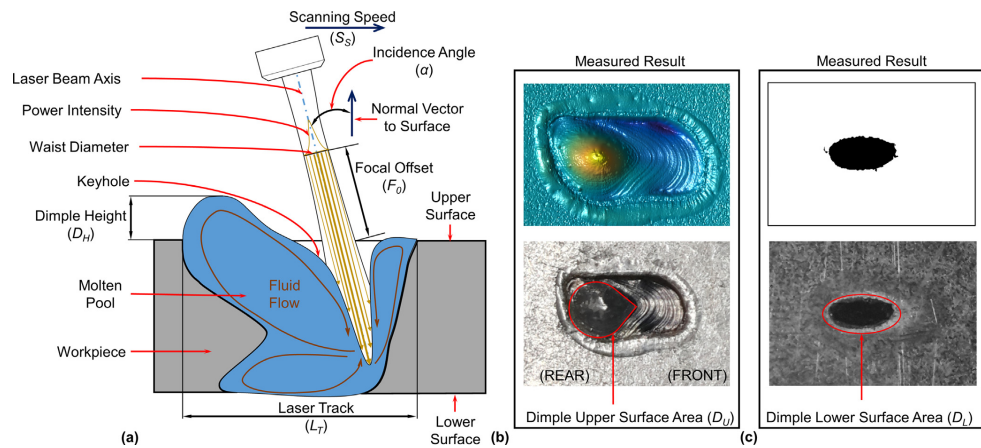 Scanning Speed
(S_S)
Incidence Angle
(α)
Laser Beam Axis
Power Intensity
Normal Vector
to Surface
Waist Diameter
Focal Offset
(F_0)
Keyhole
Dimple Height
(D_H)
Upper
Surface
Molten
Pool
Fluid
Flow
Workpiece
Laser Track
(L_T)
Lower
Surface
(a)
Measured Result
(REAR)
(FRONT)
Dimple Upper Surface Area (D_U)
(b)
Measured Result
Dimple Lower Surface Area (D_L)
(c)